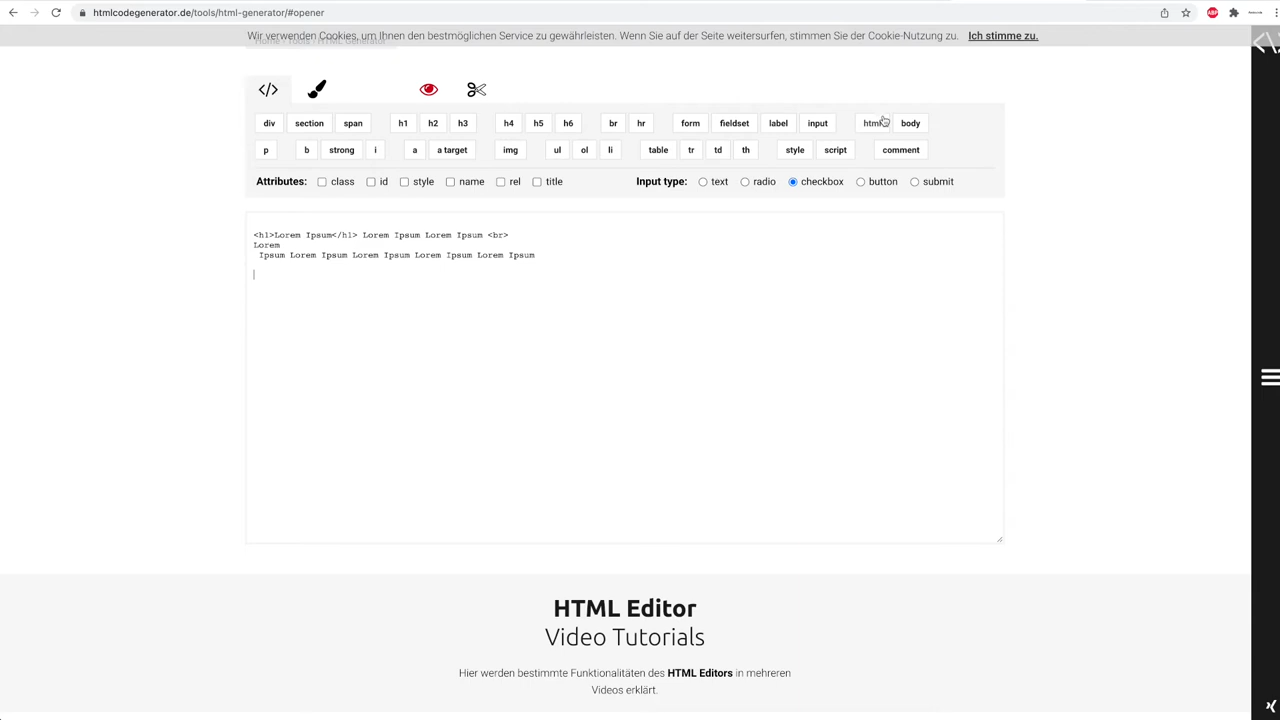 htmlcodegenerator.de/tools/html-generator/#opener
ABP
Wir verwenden Cookies, um Ihnen den bestmöglichen Service zu gewährleisten. Wenn Sie auf der Seite weitersurfen, stimmen Sie der Cookie-Nutzung zu. Ich stimme zu.
Home / Tools / HTML Generator
</>
div section span h1 h2 h3 h4 h5 h6 br hr form fieldset label input html body
p b strong i a a target img ul ol li table tr td th style script comment
Attributes: class id style name rel title Input type: text radio checkbox button submit
<h1>Lorem Ipsum</h1> Lorem Ipsum Lorem Ipsum <br>
Lorem
Ipsum Lorem Ipsum Lorem Ipsum Lorem Ipsum Lorem Ipsum
HTML Editor
Video Tutorials
Hier werden bestimmte Funktionalitäten des HTML Editors in mehreren
Videos erklärt.